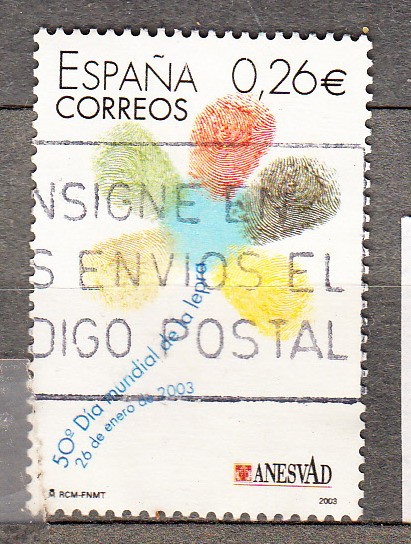 ESPAÑA 0,26€
CORREOS
NSIGNE EN
S ENVIOS EL
DIGO POSTAL
50º Día mundial de la lepra
26 de enero de 2003
ANESVAD
RCM-FNMT 2003